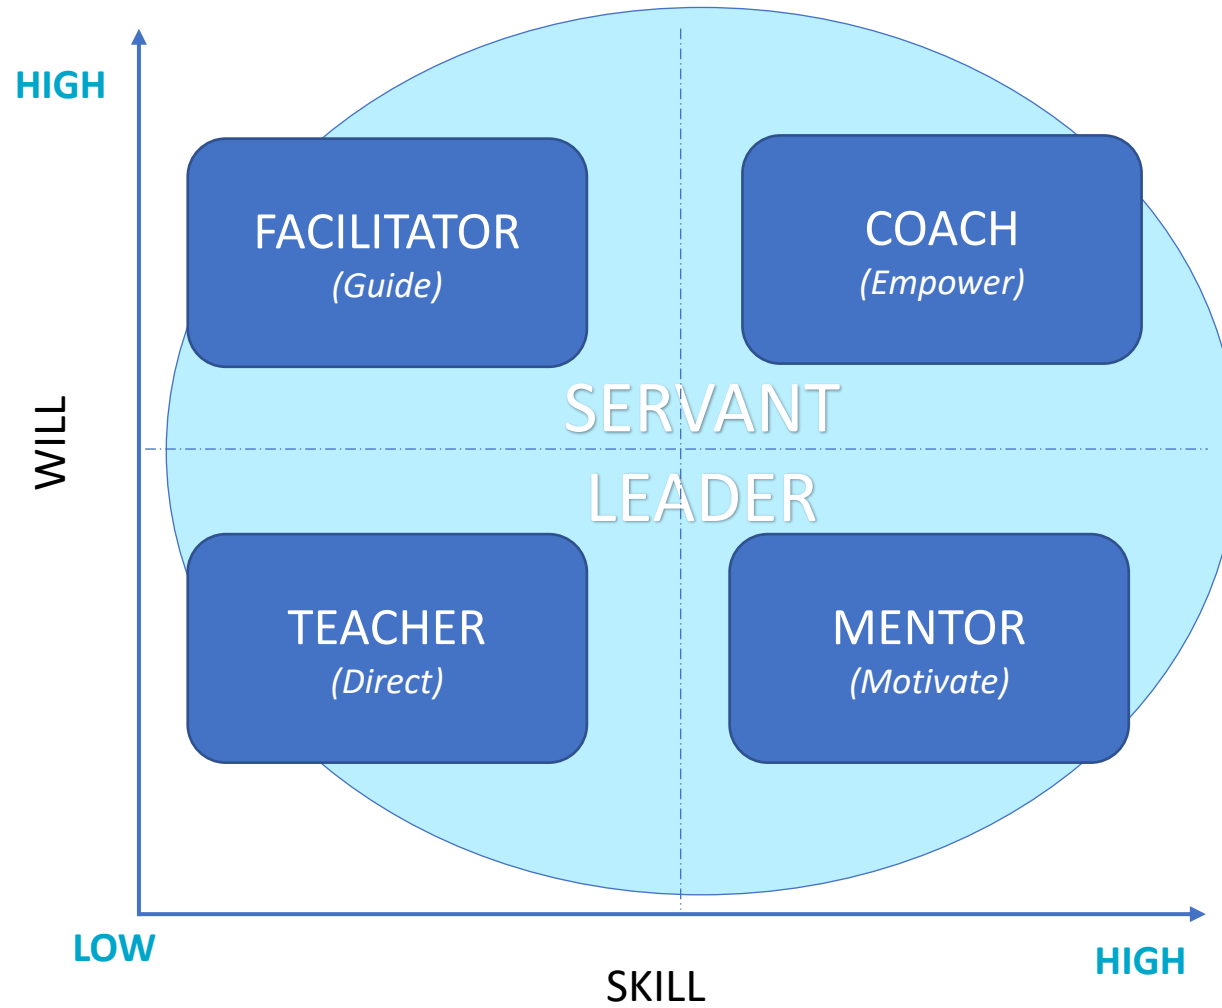 HIGH
FACILITATOR
(Guide)
COACH
(Empower)
SERVANT
LEADER
WILL
TEACHER
(Direct)
MENTOR
(Motivate)
LOW
HIGH
SKILL